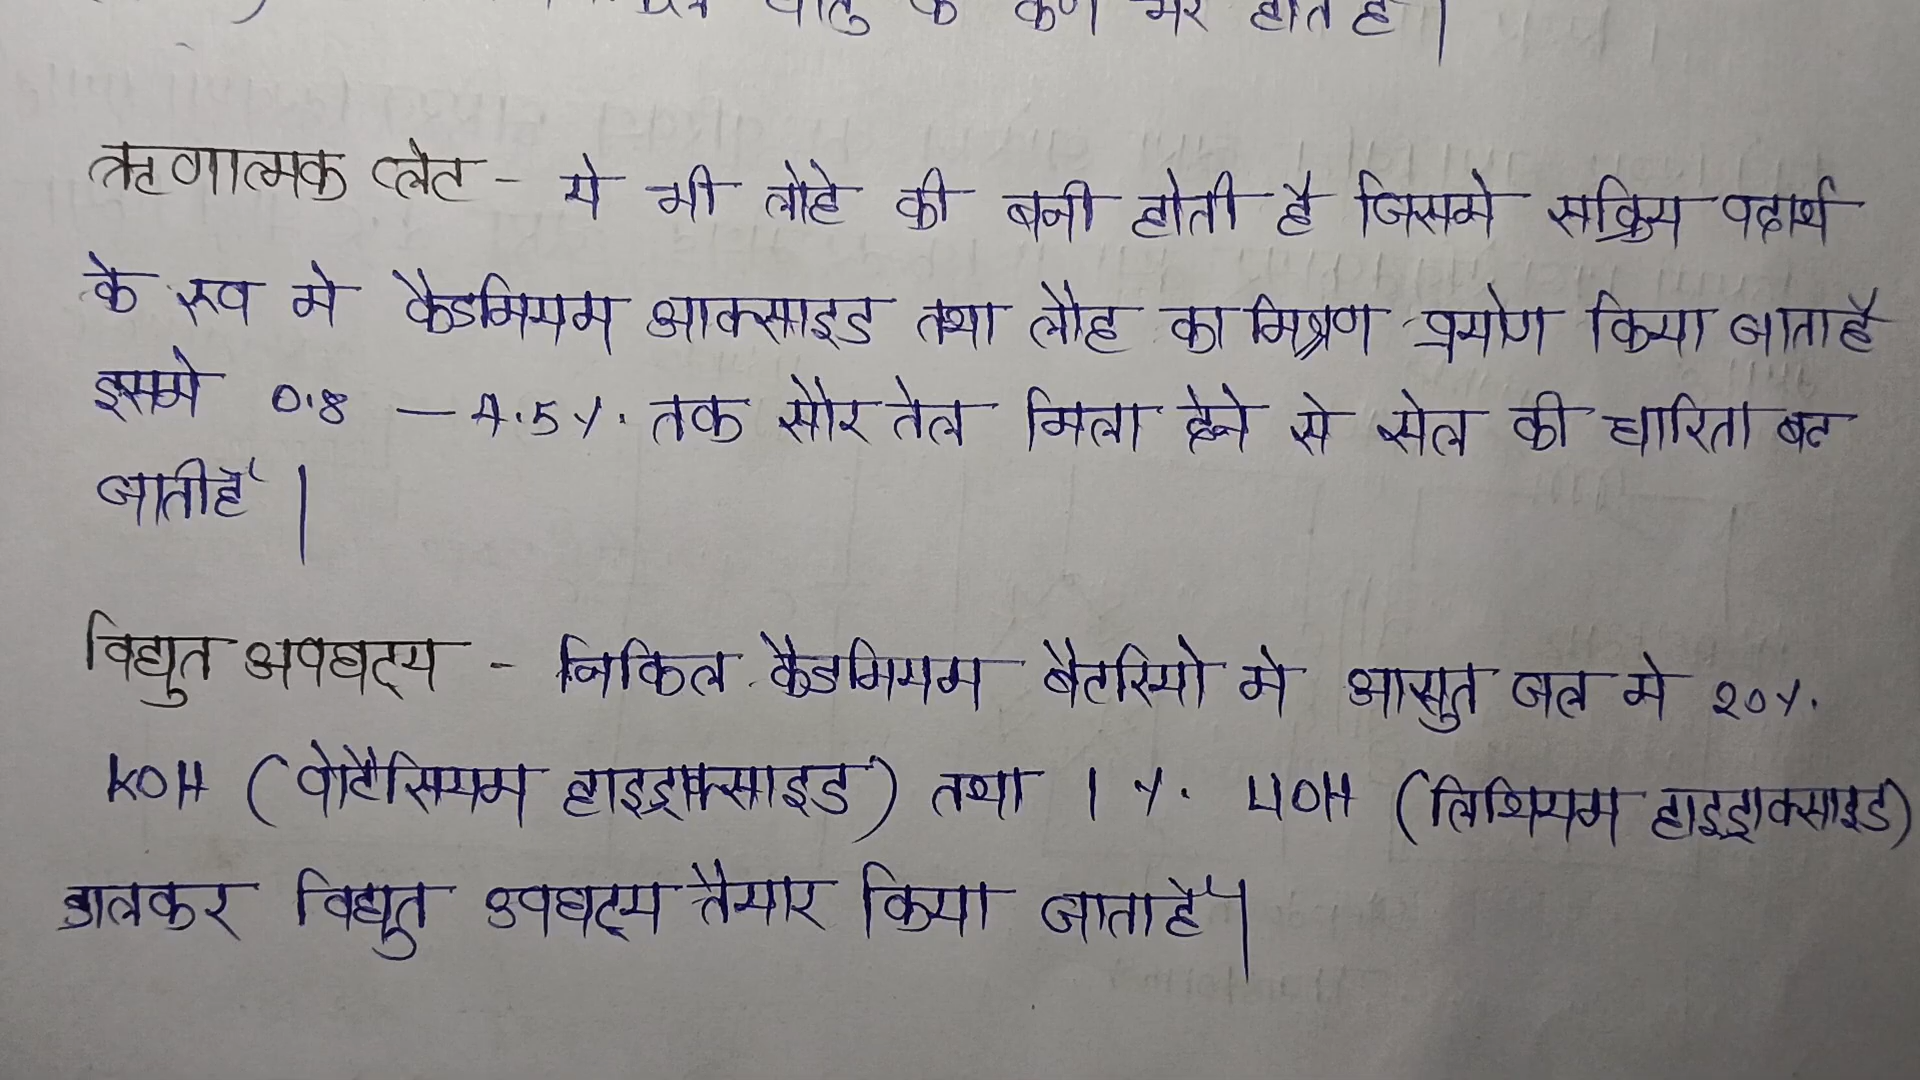 धातु के कण भरे होते है |
ऋणात्मक प्लेट - ये भी लोहे की बनी होती है जिसमे सक्रिय पदार्थ
के रूप मे कैडमियम आक्साइड तथा लौह का मिश्रण प्रयोग किया जाता है
इसमे 0.8 - 4.5 % तक सौर तेल मिला देने से सेल की धारिता बढ
जाती है |
विद्युत अपघट्य - निकिल कैडमियम बैटरियो मे आसुत जल मे 20 %
KOH (पोटैसियम हाइड्राक्साइड) तथा 1 % LiOH (लिथियम हाइड्राक्साइड)
डालकर विद्युत अपघट्य तैयार किया जाता है |